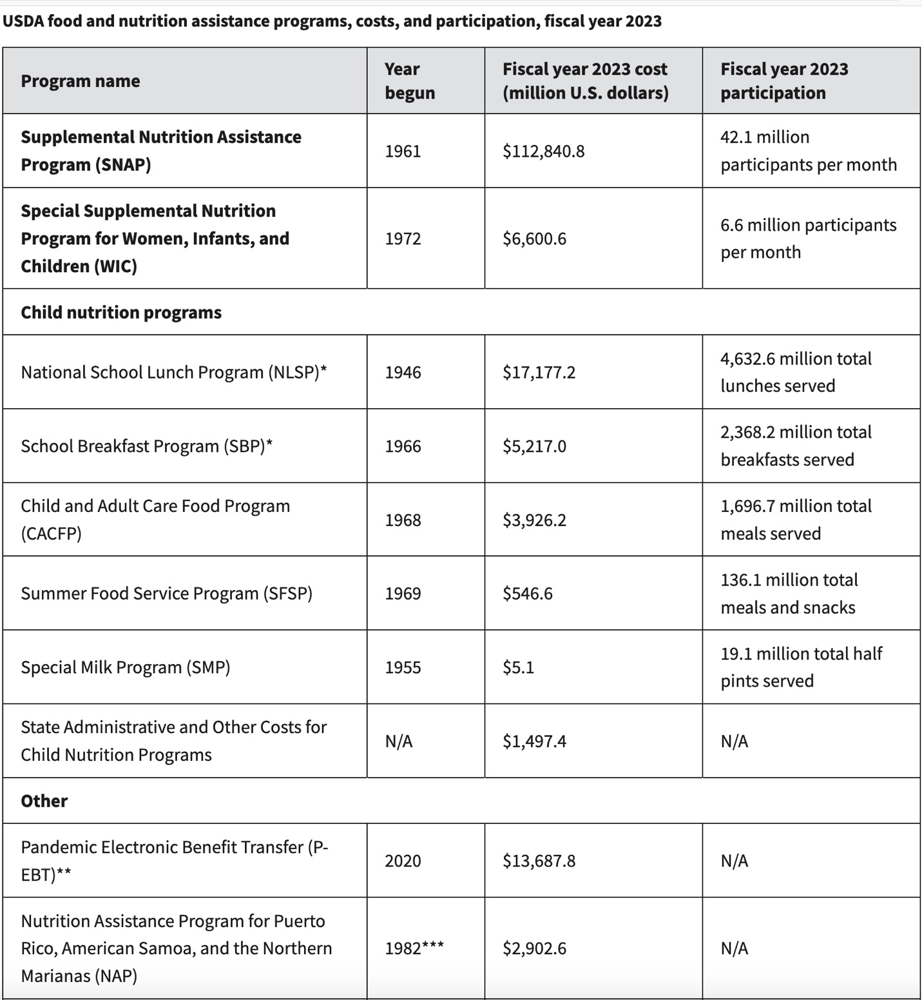 USDA food and nutrition assistance programs, costs, and participation, fiscal year 2023
Program name
Year
begun
Fiscal year 2023 cost
(million U.S. dollars)
Fiscal year 2023
participation
Supplemental Nutrition Assistance
Program (SNAP)
1961
$112,840.8
42.1 million
participants per month
Special Supplemental Nutrition
Program for Women, Infants, and
Children (WIC)
1972
$6,600.6
6.6 million participants
per month
Child nutrition programs
National School Lunch Program (NLSP)*
1946
$17,177.2
4,632.6 million total
lunches served
School Breakfast Program (SBP)*
1966
$5,217.0
2,368.2 million total
breakfasts served
Child and Adult Care Food Program
(CACFP)
1968
$3,926.2
1,696.7 million total
meals served
Summer Food Service Program (SFSP)
1969
$546.6
136.1 million total
meals and snacks
Special Milk Program (SMP)
1955
$5.1
19.1 million total half
pints served
State Administrative and Other Costs for
Child Nutrition Programs
N/A
$1,497.4
N/A
Other
Pandemic Electronic Benefit Transfer (P-
EBT)**
2020
$13,687.8
N/A
Nutrition Assistance Program for Puerto
Rico, American Samoa, and the Northern
Marianas (NAP)
1982***
$2,902.6
N/A